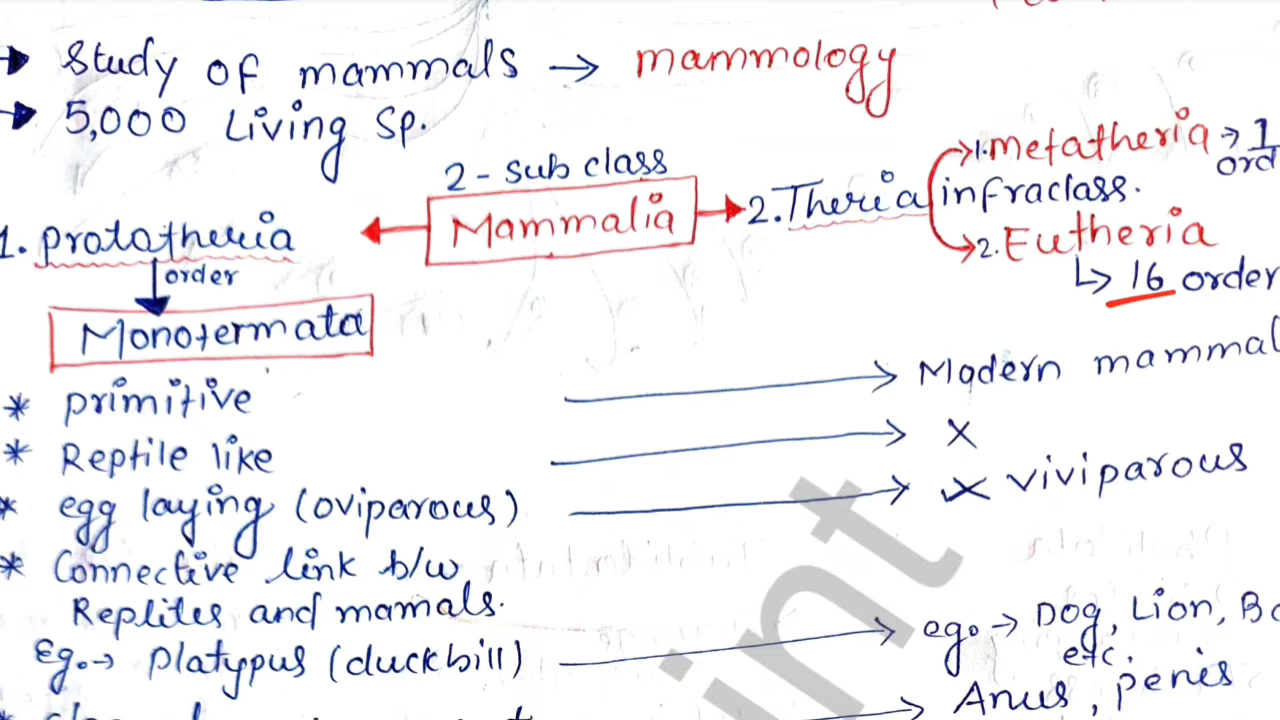 → Study of mammals → mammology
→ 5,000 Living Sp.
2 - sub class
Mammalia
1. protatheria
order
Monotermata
2. Theria infraclass.
1. metatheria → 1
ord
2. Eutheria
↳ 16 order
* primitive → Modern mammal
* Reptile like → ×
* egg laying (oviparous) → × viviparous
* Connective link b/w
Replites and mamals.
Eg. → Platypus (duckbill) → eg. → Dog, Lion,
etc.
→ Anus, penis
int